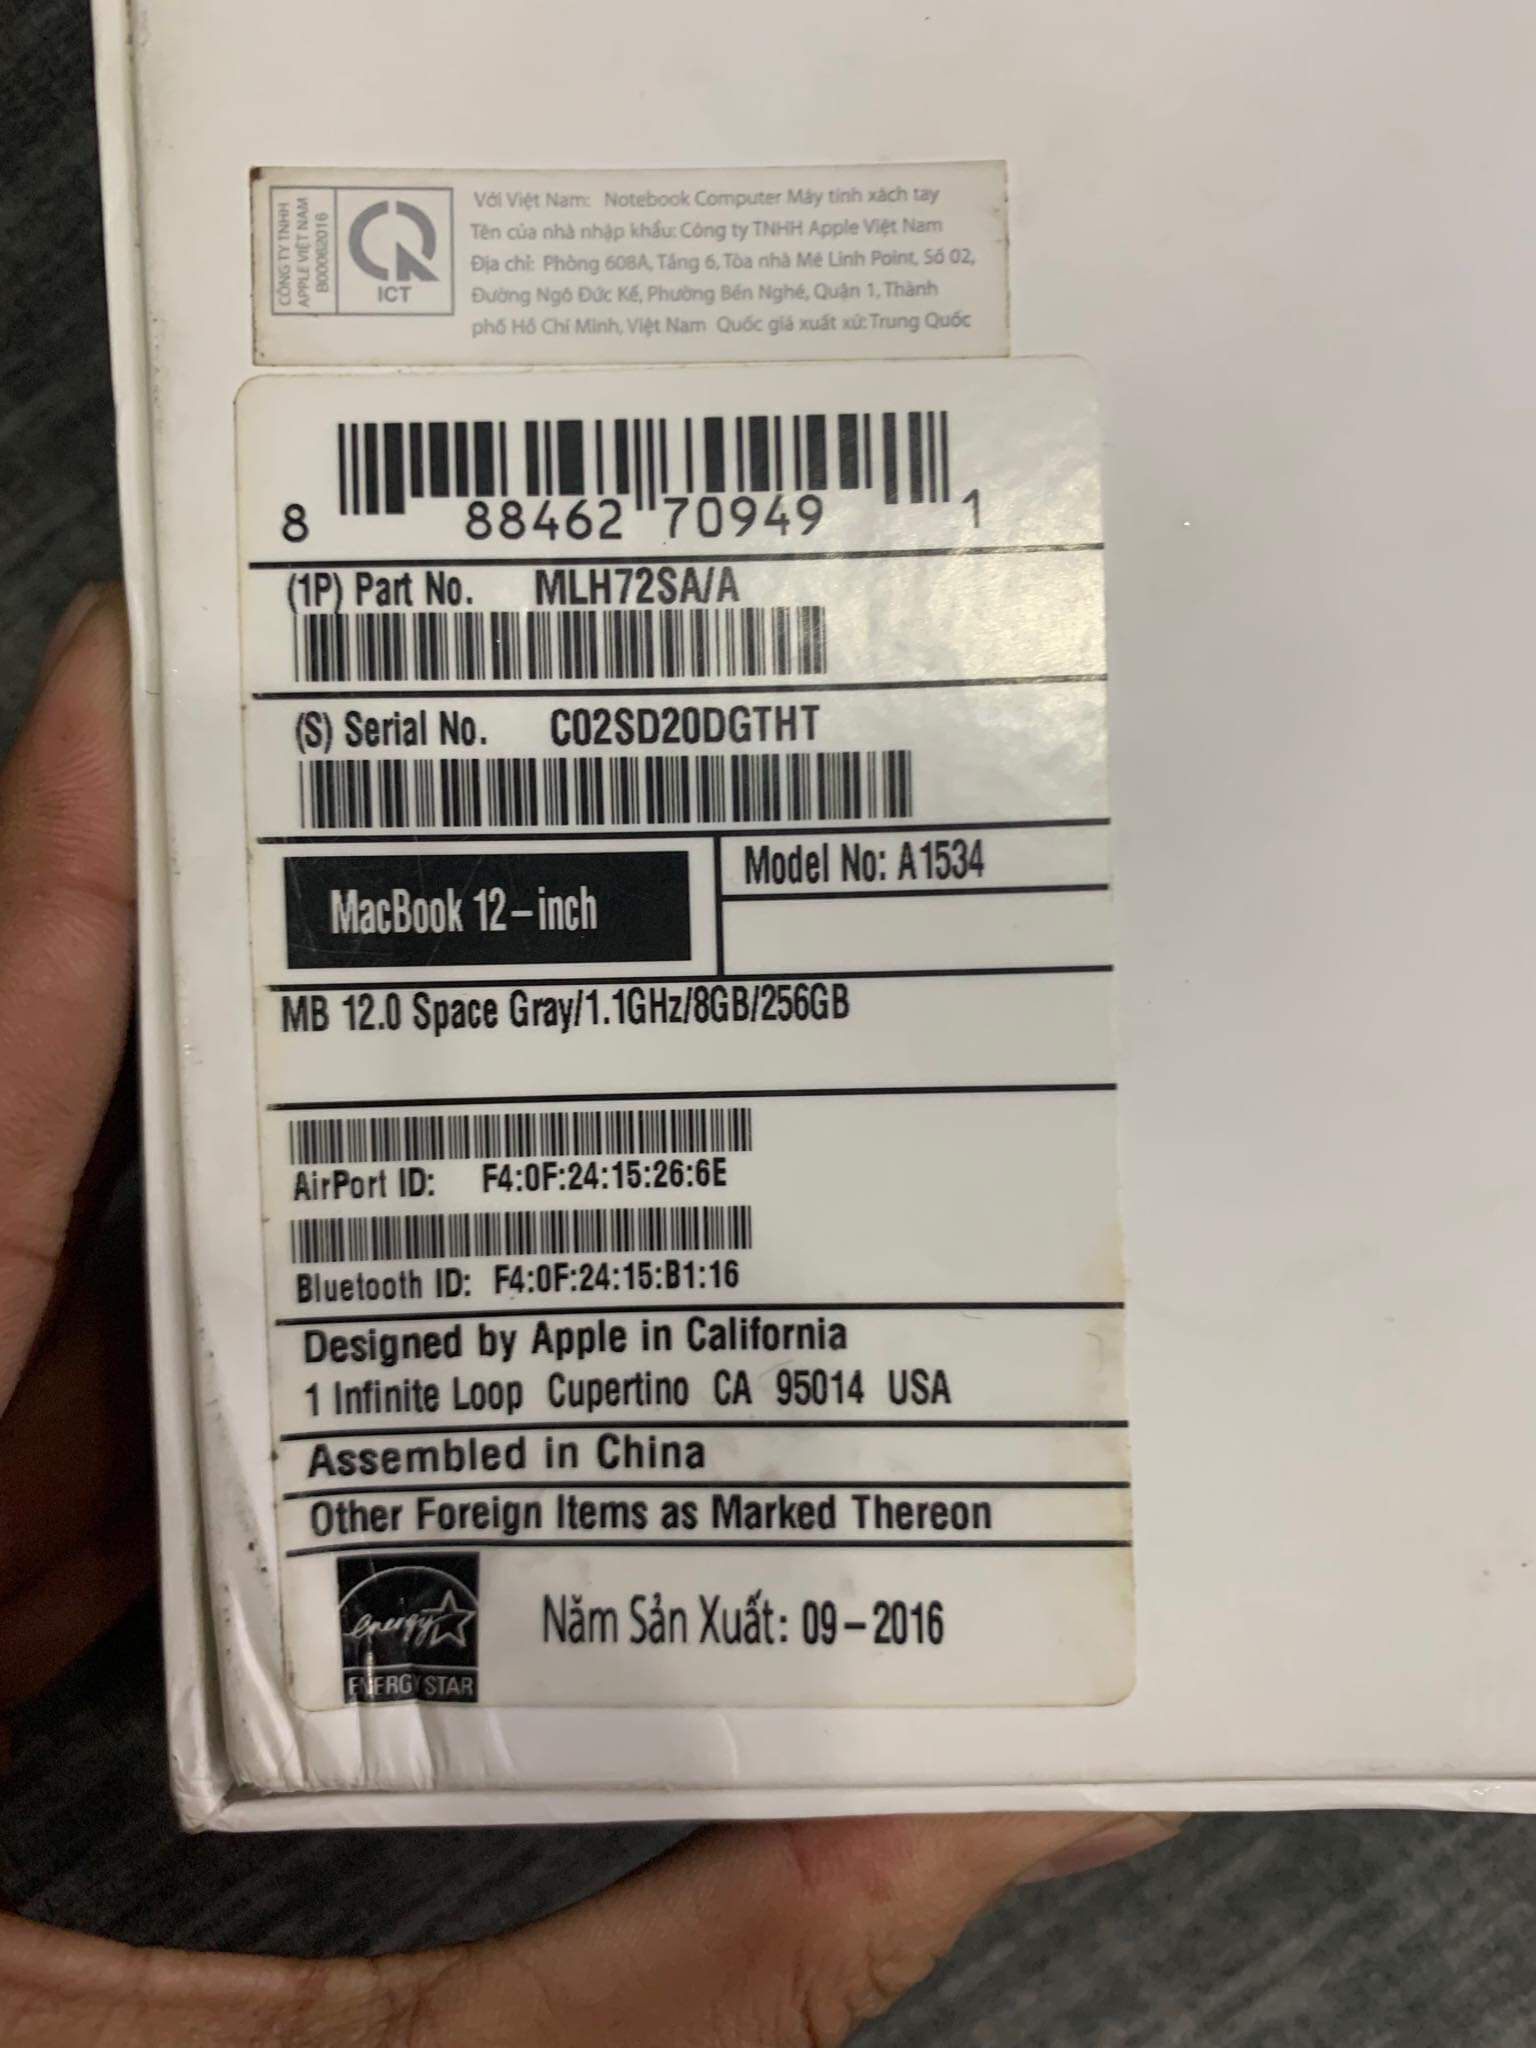 CÔNG TY TNHH
APPLE VIỆT NAM
B00082016
ICT
Với Việt Nam: Notebook Computer Máy tính xách tay
Tên của nhà nhập khẩu: Công ty TNHH Apple Việt Nam
Địa chỉ: Phòng 608A, Tầng 6, Tòa nhà Mê Linh Point, Số 02,
Đường Ngô Đức Kế, Phường Bến Nghé, Quận 1, Thành
phố Hồ Chí Minh, Việt Nam Quốc gia xuất xứ: Trung Quốc
8 88462 70949 1
(1P) Part No. MLH72SA/A
(S) Serial No. C02SD20DGTHT
MacBook 12-inch
Model No: A1534
MB 12.0 Space Gray/1.1GHz/8GB/256GB
AirPort ID: F4:0F:24:15:26:6E
Bluetooth ID: F4:0F:24:15:B1:16
Designed by Apple in California
1 Infinite Loop Cupertino CA 95014 USA
Assembled in China
Other Foreign Items as Marked Thereon
energy
ENERGY STAR
Năm Sản Xuất: 09-2016